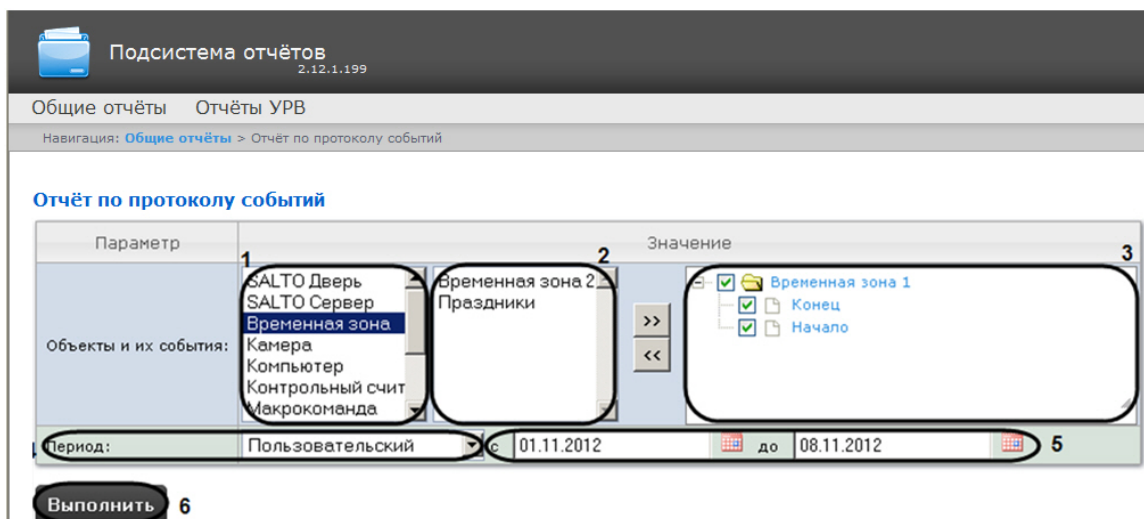 Подсистема отчётов
2.12.1.199
Общие отчёты Отчёты УРВ
Навигация: Общие отчёты > Отчёт по протоколу событий
Отчёт по протоколу событий
Параметр Значение
1 2 3
Объекты и их события:
SALTO Дверь
SALTO Сервер
Временная зона
Камера
Компьютер
Контрольный счит
Макрокоманда
Временная зона 2
Праздники
>>
<<
Временная зона 1
Конец
Начало
4 Период: Пользовательский с 01.11.2012 до 08.11.2012 5
Выполнить 6